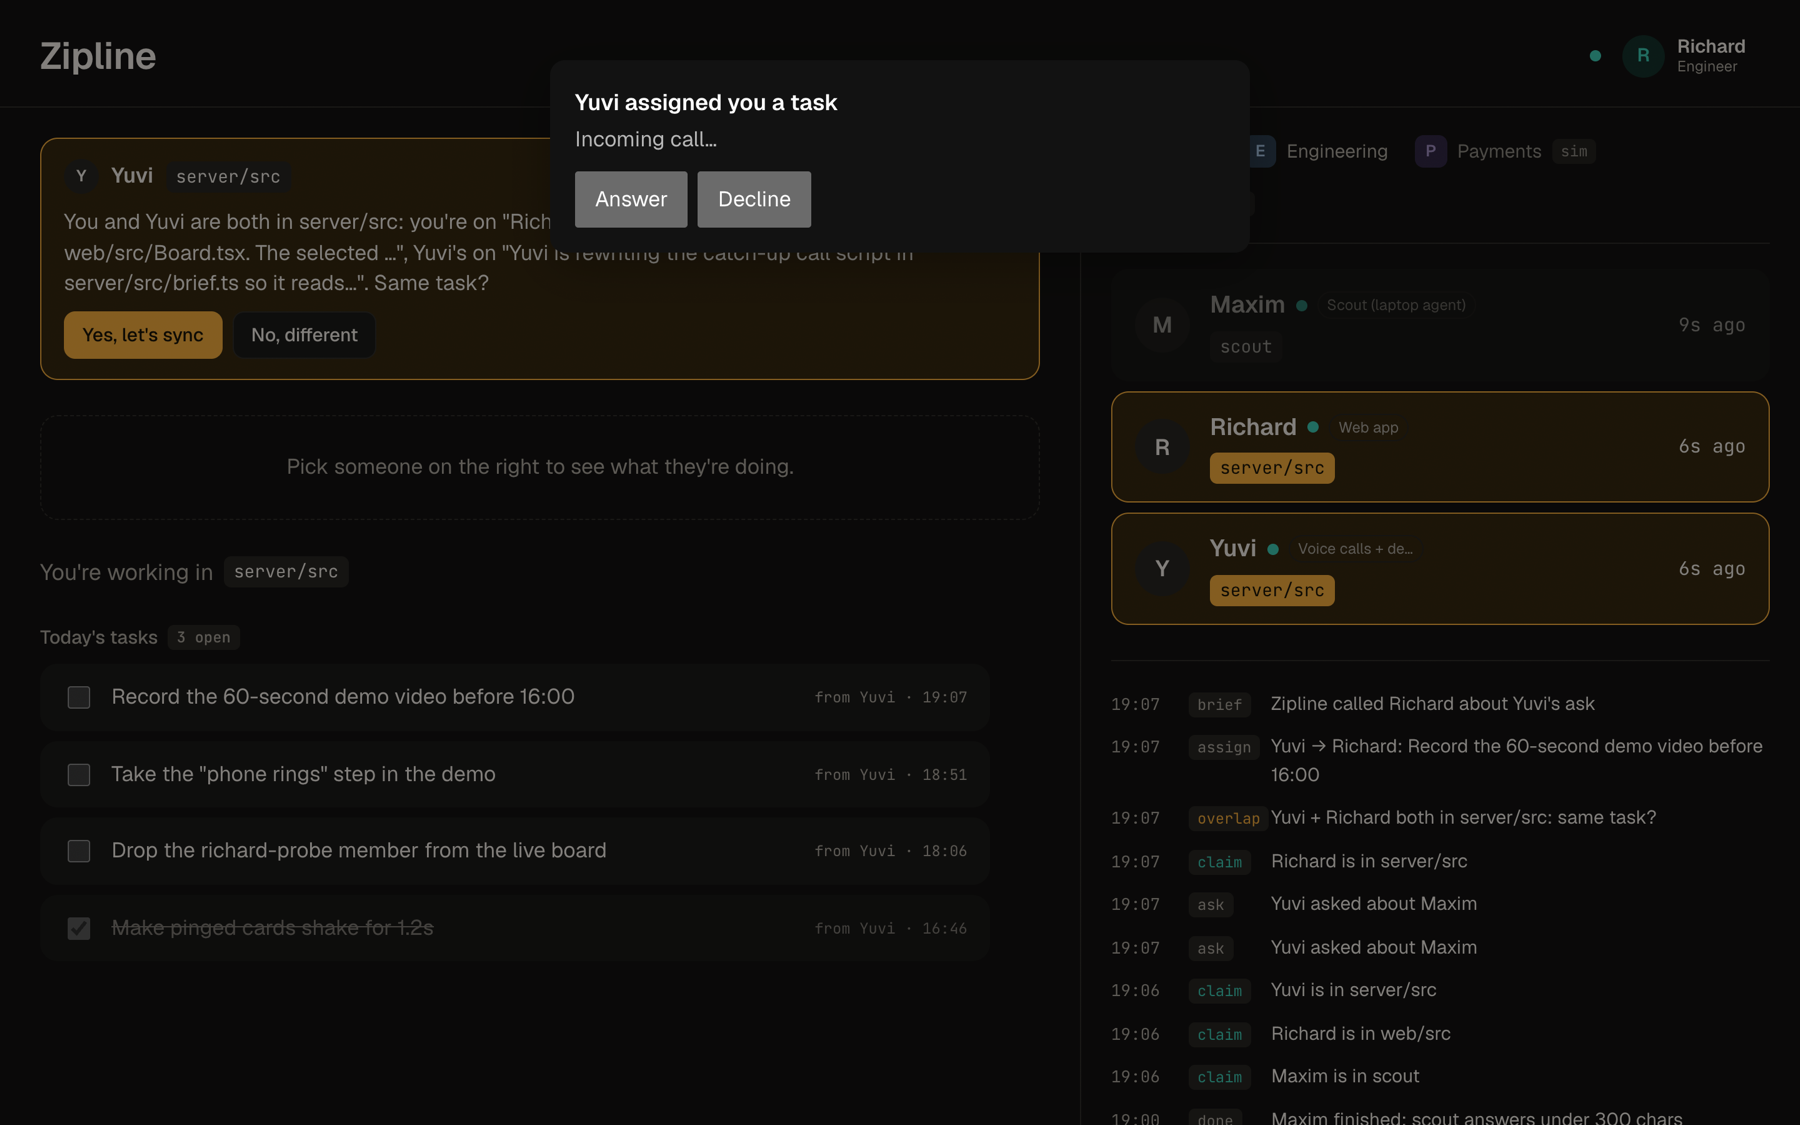 Zipline
R
Richard
Engineer
Yuvi assigned you a task
Incoming call...
Answer
Decline
E
Engineering
P
Payments
sim
Y
Yuvi
server/src
You and Yuvi are both in server/src: you're on "Rich
web/src/Board.tsx. The selected ...", Yuvi's on "Yuvi is rewriting the catch-up call script in
server/src/brief.ts so it reads...". Same task?
Yes, let's sync
No, different
Pick someone on the right to see what they're doing.
You're working in
server/src
Today's tasks
3 open
Record the 60-second demo video before 16:00
from Yuvi · 19:07
Take the "phone rings" step in the demo
from Yuvi · 18:51
Drop the richard-probe member from the live board
from Yuvi · 18:06
Make pinged cards shake for 1.2s
from Yuvi · 16:46
M
Maxim
Scout (laptop agent)
scout
9s ago
R
Richard
Web app
server/src
6s ago
Y
Yuvi
Voice calls + de...
server/src
6s ago
19:07 brief Zipline called Richard about Yuvi's ask
19:07 assign Yuvi → Richard: Record the 60-second demo video before
16:00
19:07 overlap Yuvi + Richard both in server/src: same task?
19:07 claim Richard is in server/src
19:07 ask Yuvi asked about Maxim
19:07 ask Yuvi asked about Maxim
19:06 claim Yuvi is in server/src
19:06 claim Richard is in web/src
19:06 claim Maxim is in scout
19:00 done Maxim finished: scout answers under 300 chars